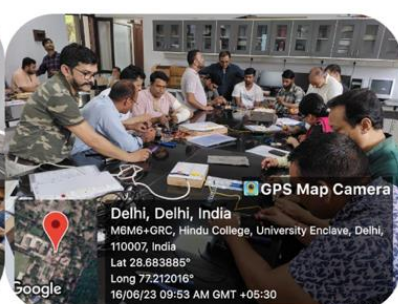 GPS Map Camera
Delhi, Delhi, India
M6M6+GRC, Hindu College, University Enclave, Delhi,
110007, India
Lat 28.683885°
Long 77.212016°
16/06/23 09:53 AM GMT +05:30
Google